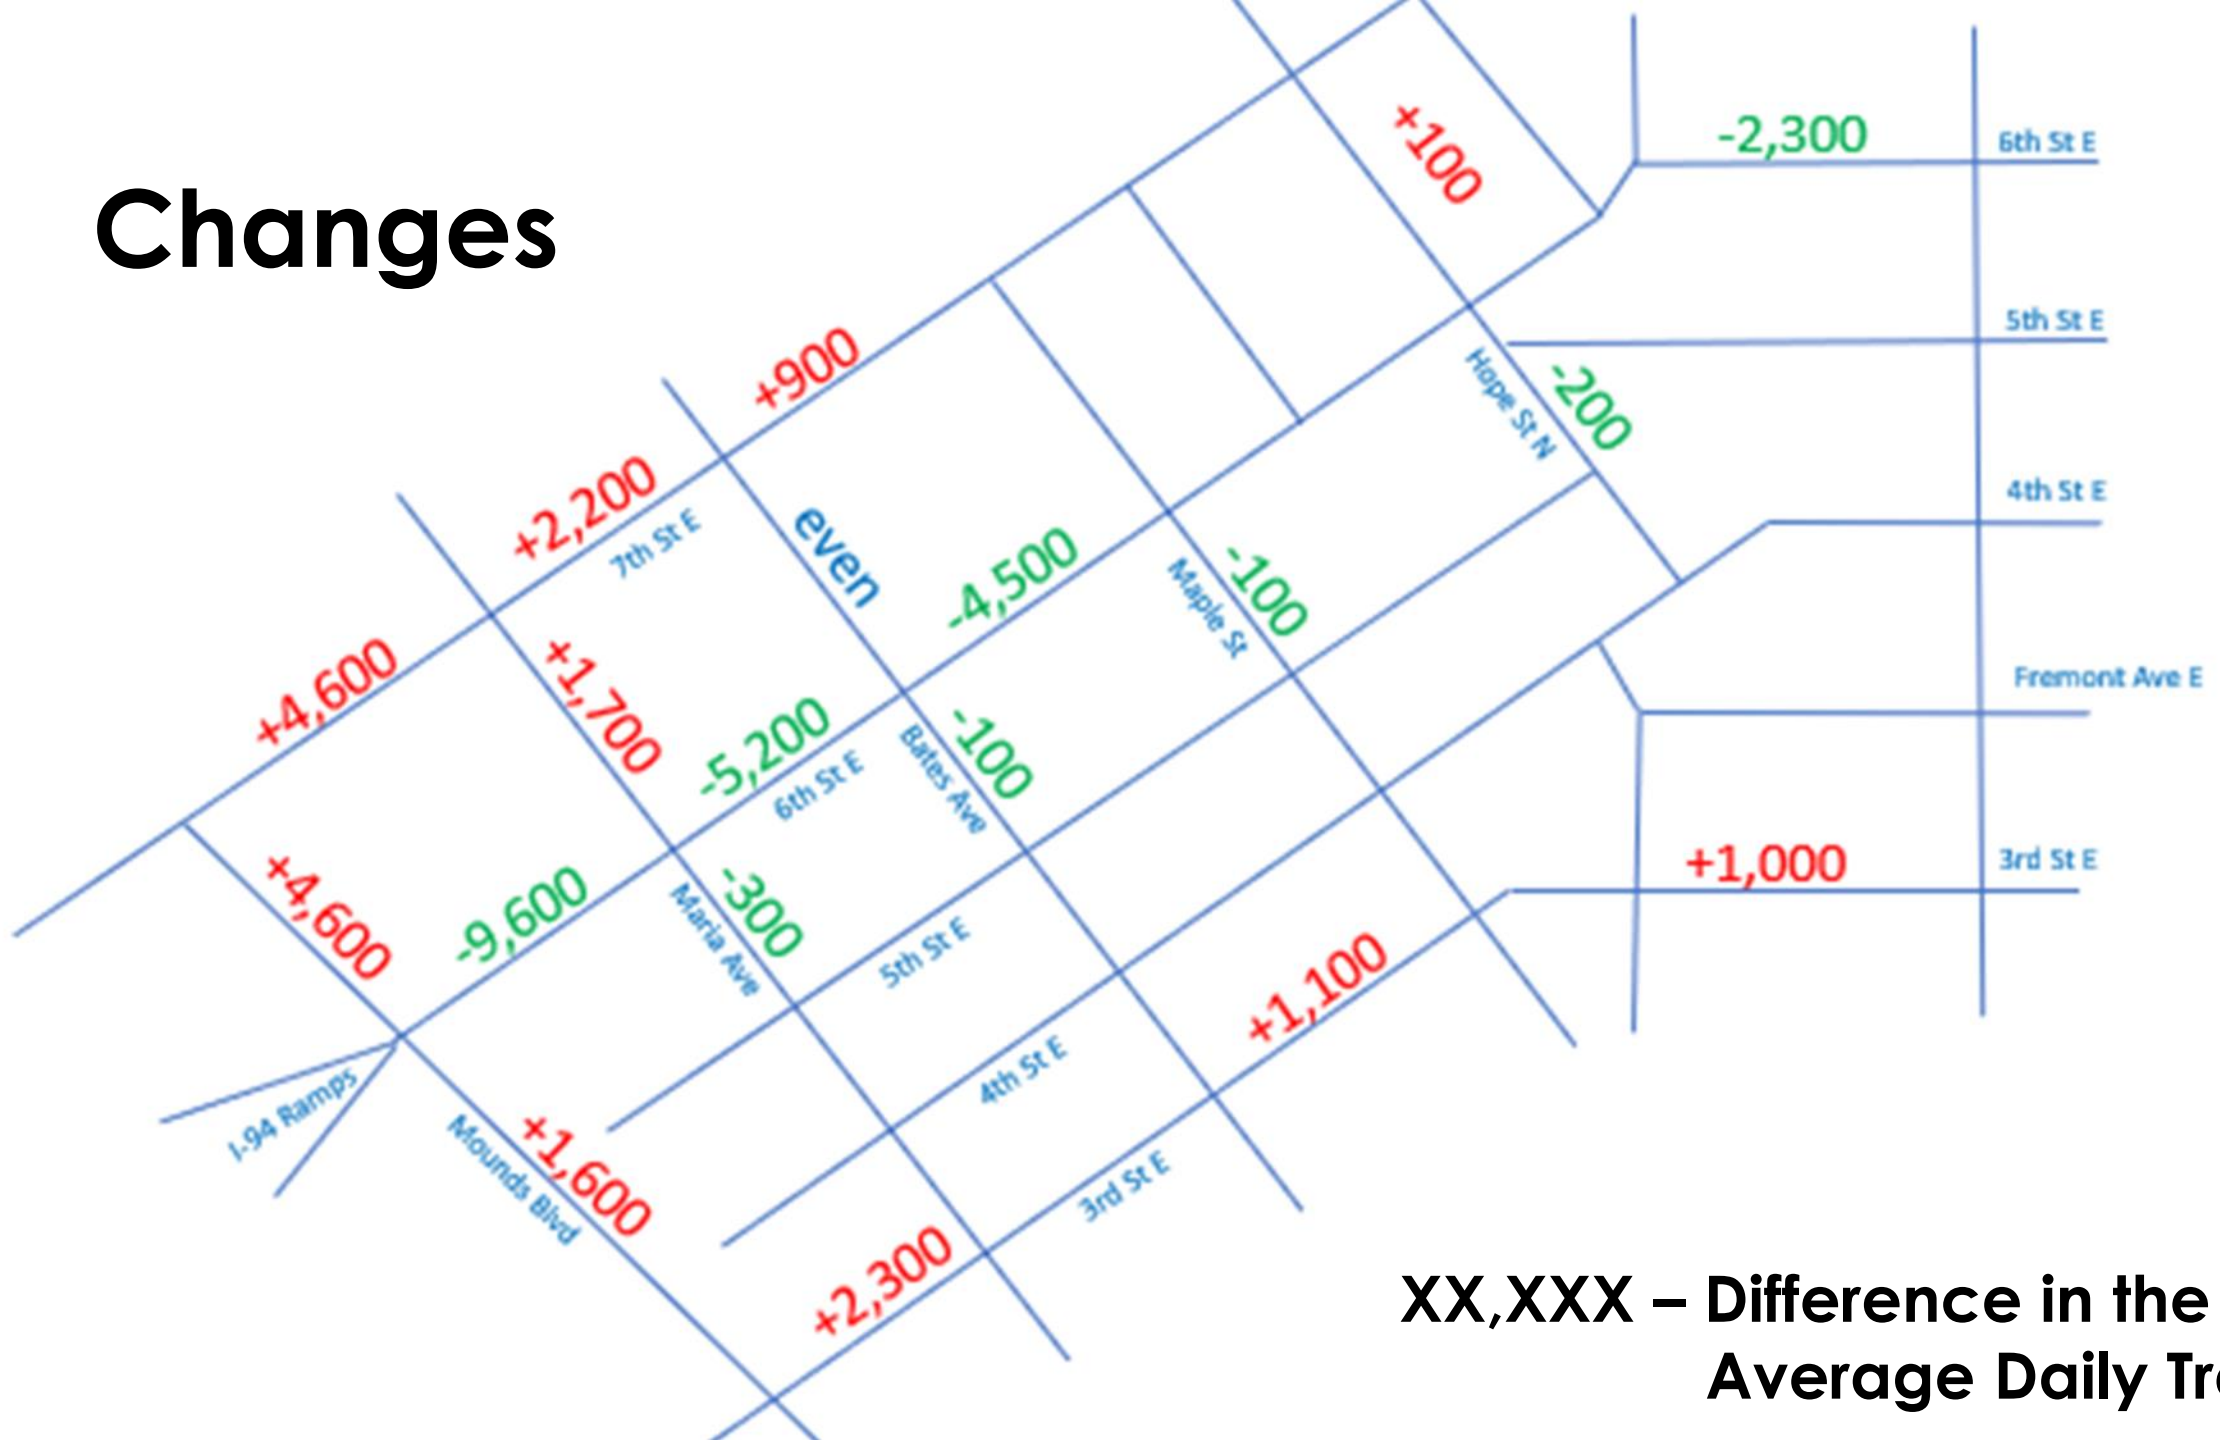 Changes
+100
-2,300
6th St E
5th St E
+900
Hope St N
-200
+2,200
7th St E
even
-4,500
4th St E
Maple St
-100
+4,600
+1,700
-5,200
6th St E
Bates Ave
-100
Fremont Ave E
+4,600
-9,600
Maria Ave
-300
5th St E
+1,000
3rd St E
+1,100
4th St E
I-94 Ramps
Mounds Blvd
+1,600
3rd St E
+2,300
XX,XXX – Difference in the
Average Daily